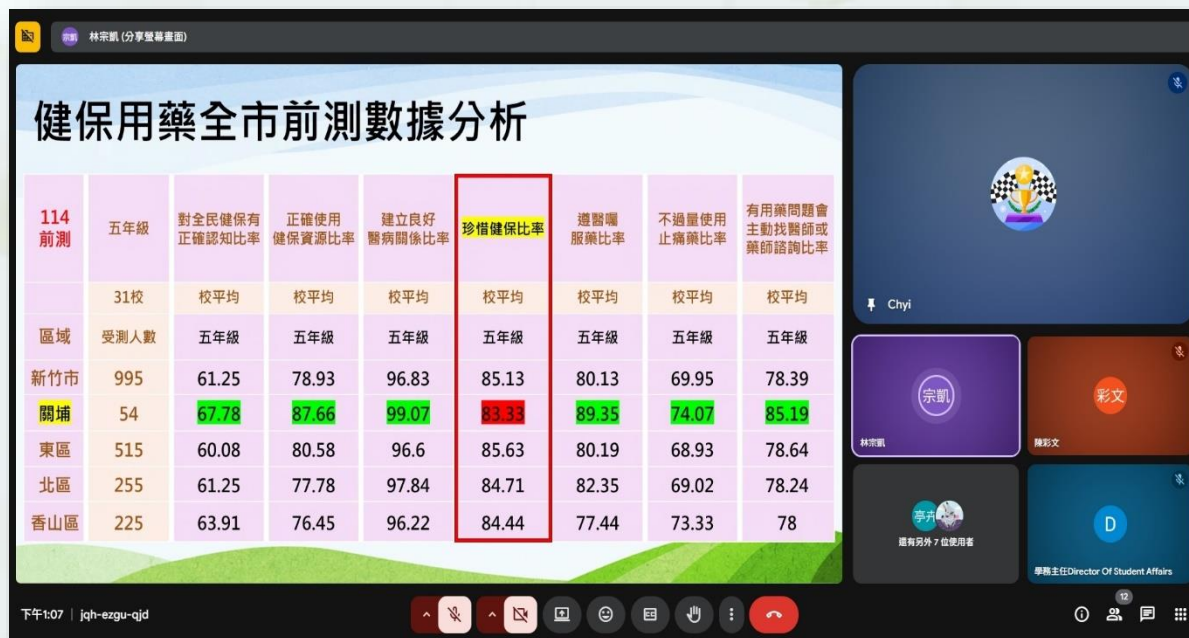 宗凱 林宗凱 (分享螢幕畫面)
健保用藥全市前測數據分析
114 前測 五年級 對全民健保有正確認知比率 正確使用健保資源比率 建立良好醫病關係比率 珍惜健保比率 遵醫囑服藥比率 不過量使用止痛藥比率 有用藥問題會主動找醫師或藥師諮詢比率
31校 校平均 校平均 校平均 校平均 校平均 校平均 校平均
區域 受測人數 五年級 五年級 五年級 五年級 五年級 五年級 五年級
新竹市 995 61.25 78.93 96.83 85.13 80.13 69.95 78.39
關埔 54 67.78 87.66 99.07 83.33 89.35 74.07 85.19
東區 515 60.08 80.58 96.6 85.63 80.19 68.93 78.64
北區 255 61.25 77.78 97.84 84.71 82.35 69.02 78.24
香山區 225 63.91 76.45 96.22 84.44 77.44 73.33 78
Chyi
宗凱
林宗凱
彩文
陳彩文
亭卉
還有另外 7 位使用者
D
學務主任Director Of Student Affairs
下午1:07 | jqh-ezgu-qjd
12